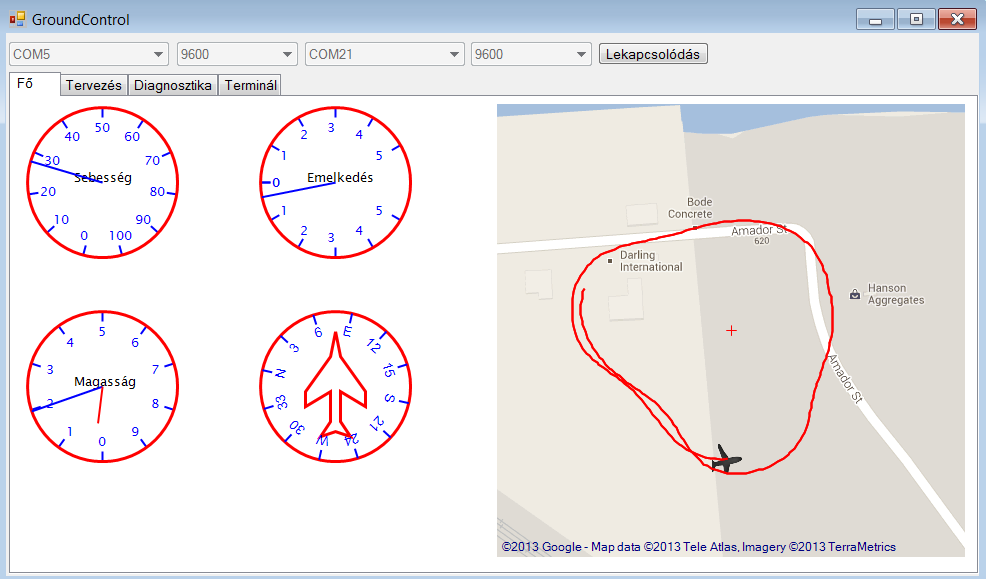 GroundControl
COM5 9600 COM21 9600 Lekapcsolódás
Fő Tervezés Diagnosztika Terminál
0 10 20 30 40 50 60 70 80 90 100
Sebesség
0 1 2 3 4 5 5 4 3 2 1
Emelkedés
0 1 2 3 4 5 6 7 8 9
Magasság
N 3 6 E 12 15 S 21 24 W 30 33
Bode
Concrete
Amador St
620
Darling
International
Hanson
Aggregates
Amador St
©2013 Google - Map data ©2013 Tele Atlas, Imagery ©2013 TerraMetrics